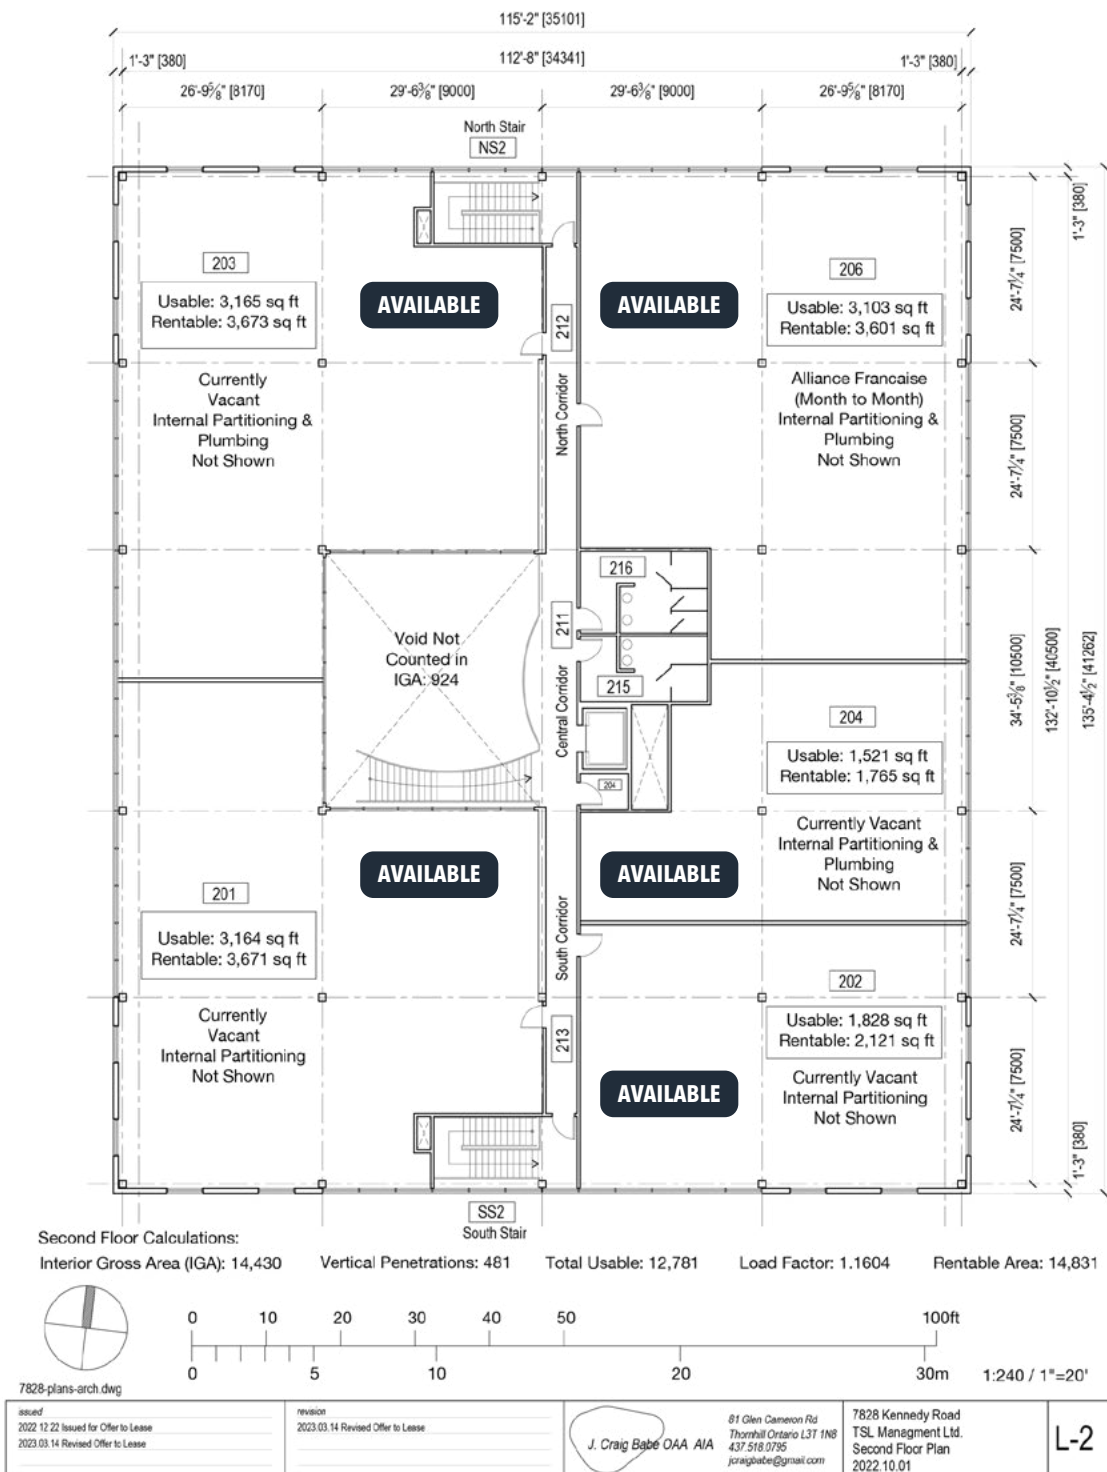 115'-2" [35101]
1'-3" [380]
112'-8" [34341]
1'-3" [380]
26'-9⅝" [8170]
29'-6⅜" [9000]
29'-6⅜" [9000]
26'-9⅝" [8170]
North Stair
NS2
1'-3" [380]
203
Usable: 3,165 sq ft
Rentable: 3,673 sq ft
AVAILABLE
Currently
Vacant
Internal Partitioning &
Plumbing
Not Shown
212
North Corridor
AVAILABLE
206
Usable: 3,103 sq ft
Rentable: 3,601 sq ft
Alliance Francaise
(Month to Month)
Internal Partitioning &
Plumbing
Not Shown
24'-7¼" [7500]
24'-7¼" [7500]
Void Not
Counted in
IGA: 924
211
Central Corridor
216
215
204
34'-5⅜" [10500]
132'-10½" [40500]
135'-4½" [41262]
204
Usable: 1,521 sq ft
Rentable: 1,765 sq ft
Currently Vacant
Internal Partitioning &
Plumbing
Not Shown
AVAILABLE
AVAILABLE
201
Usable: 3,164 sq ft
Rentable: 3,671 sq ft
Currently
Vacant
Internal Partitioning
Not Shown
South Corridor
213
24'-7¼" [7500]
202
Usable: 1,828 sq ft
Rentable: 2,121 sq ft
Currently Vacant
Internal Partitioning
Not Shown
AVAILABLE
24'-7¼" [7500]
1'-3" [380]
SS2
South Stair
Second Floor Calculations:
Interior Gross Area (IGA): 14,430 Vertical Penetrations: 481 Total Usable: 12,781 Load Factor: 1.1604 Rentable Area: 14,831
0 10 20 30 40 50 100ft
0 5 10 20 30m 1:240 / 1"=20'
7828-plans-arch.dwg
issued
2022 12 22 Issued for Offer to Lease
2023.03.14 Revised Offer to Lease
revision
2023.03.14 Revised Offer to Lease
J. Craig Babe OAA AIA
81 Glen Cameron Rd
Thornhill Ontario L3T 1N8
437.518.0795
jcraigbabe@gmail.com
7828 Kennedy Road
TSL Managment Ltd.
Second Floor Plan
2022.10.01
L-2